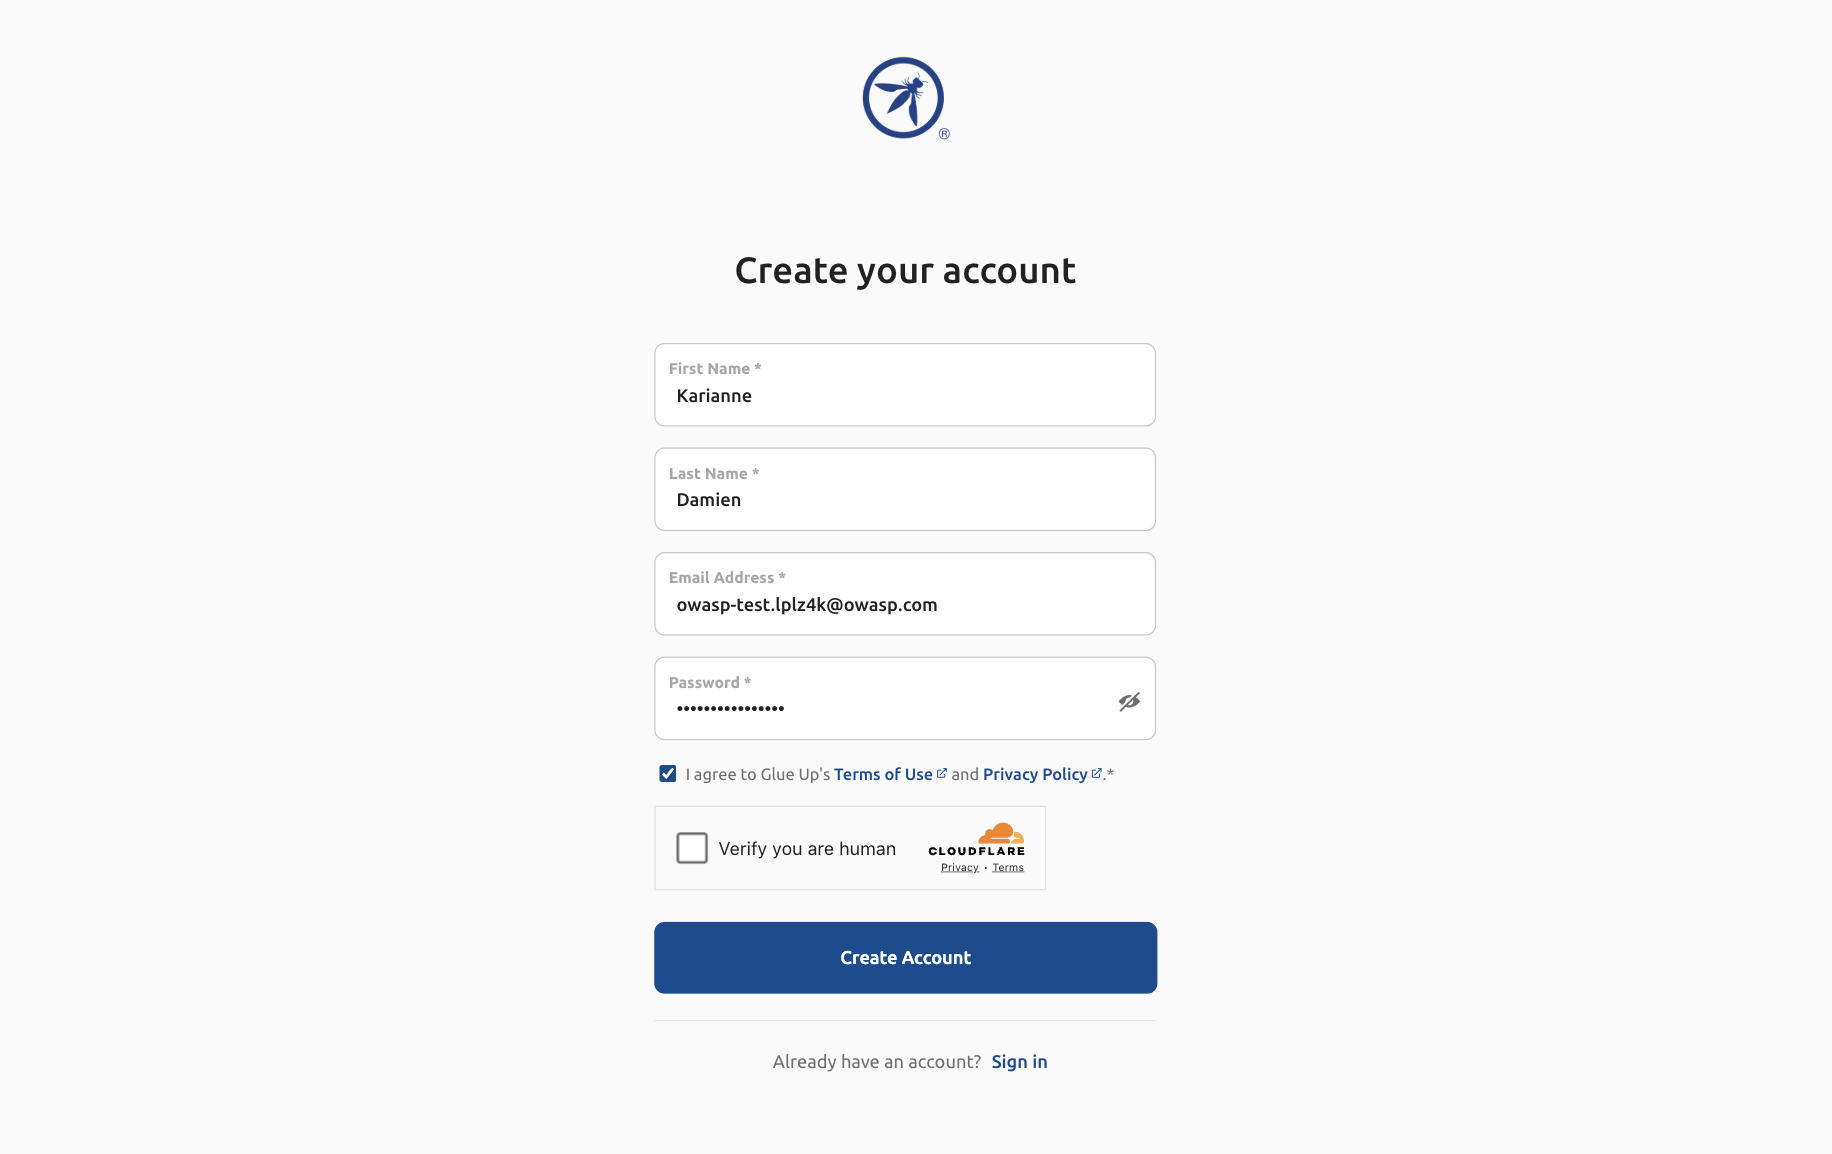 ®
Create your account
First Name *
Karianne
Last Name *
Damien
Email Address *
owasp-test.lplz4k@owasp.com
Password *
••••••••••••••••
I agree to Glue Up's Terms of Use and Privacy Policy.*
Verify you are human
CLOUDFLARE
Privacy • Terms
Create Account
Already have an account? Sign in